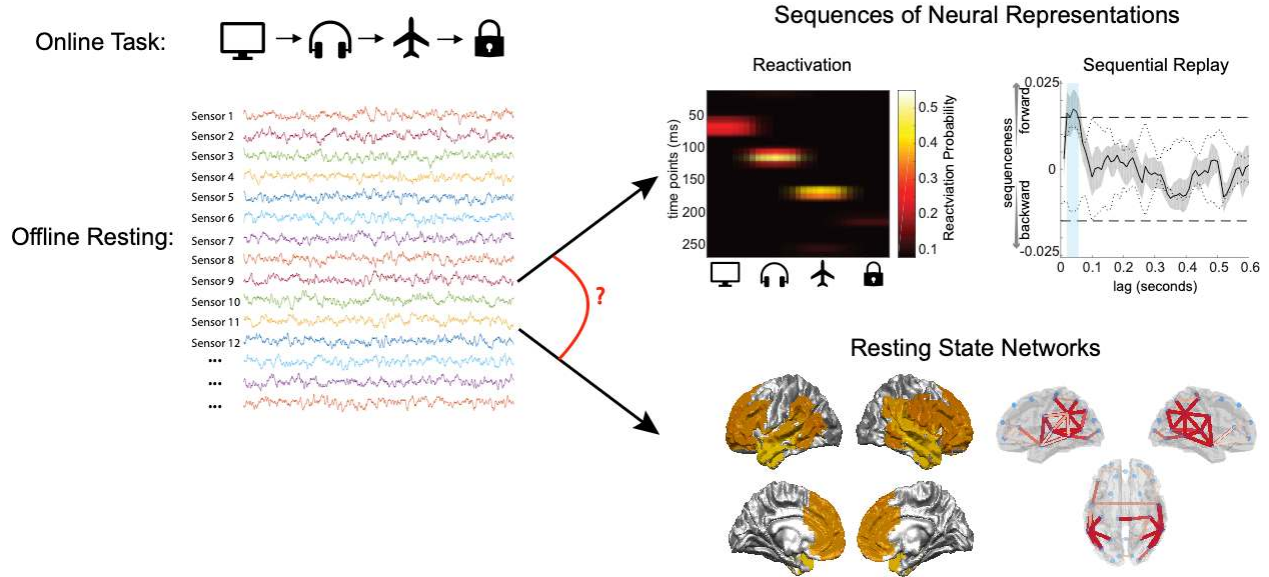 Sequences of Neural Representations
Online Task:
Reactivation
Sequential Replay
Sensor 1
Sensor 2
Sensor 3
Sensor 4
Sensor 5
Sensor 6
Sensor 7
Sensor 8
Sensor 9
Sensor 10
Sensor 11
Sensor 12
...
...
...
Offline Resting:
?
time points (ms)
50
100
150
200
250
Reactviation Probability
0.5
0.4
0.3
0.2
0.1
sequenceness
backward
forward
0.025
0
-0.025
0 0.1 0.2 0.3 0.4 0.5 0.6
lag (seconds)
Resting State Networks